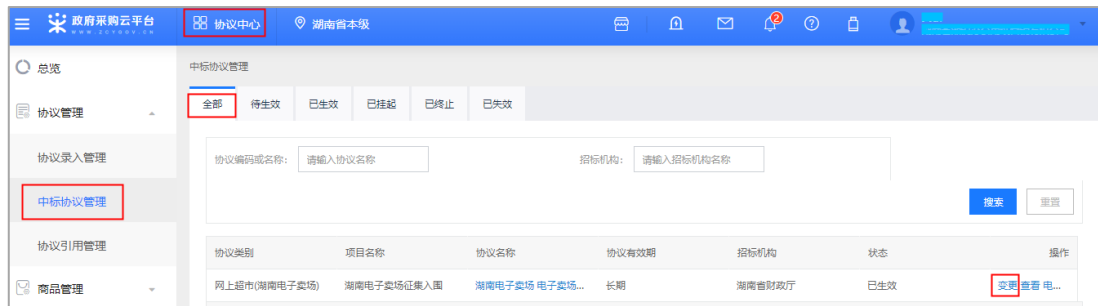 政府采购云平台 协议中心 湖南省本级 2
WWW.ZCYGOV.CN
总览 中标协议管理
协议管理 全部 待生效 已生效 已挂起 已终止 已失效
协议录入管理 协议编码或名称: 请输入协议名称 招标机构: 请输入招标机构名称
中标协议管理 搜索 重置
协议引用管理 协议类别 项目名称 协议名称 协议有效期 招标机构 状态 操作
商品管理 网上超市(湖南电子卖场) 湖南电子卖场征集入围 湖南电子卖场 电子卖场... 长期 湖南省财政厅 已生效 变更 查看 电...